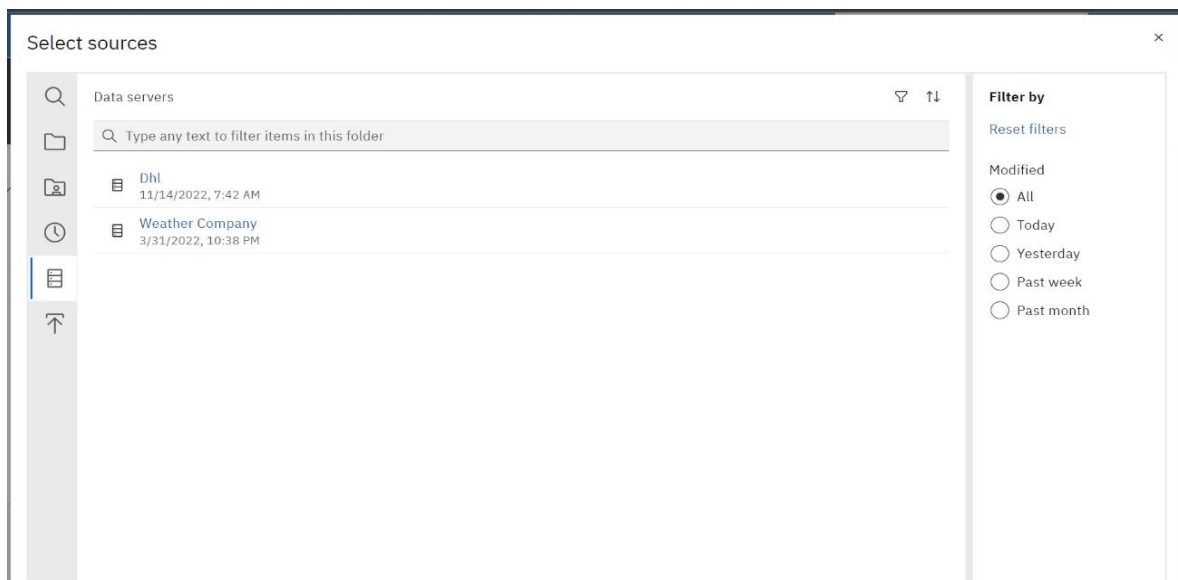 Select sources
Data servers
Type any text to filter items in this folder
Dhl
11/14/2022, 7:42 AM
Weather Company
3/31/2022, 10:38 PM
Filter by
Reset filters
Modified
All
Today
Yesterday
Past week
Past month